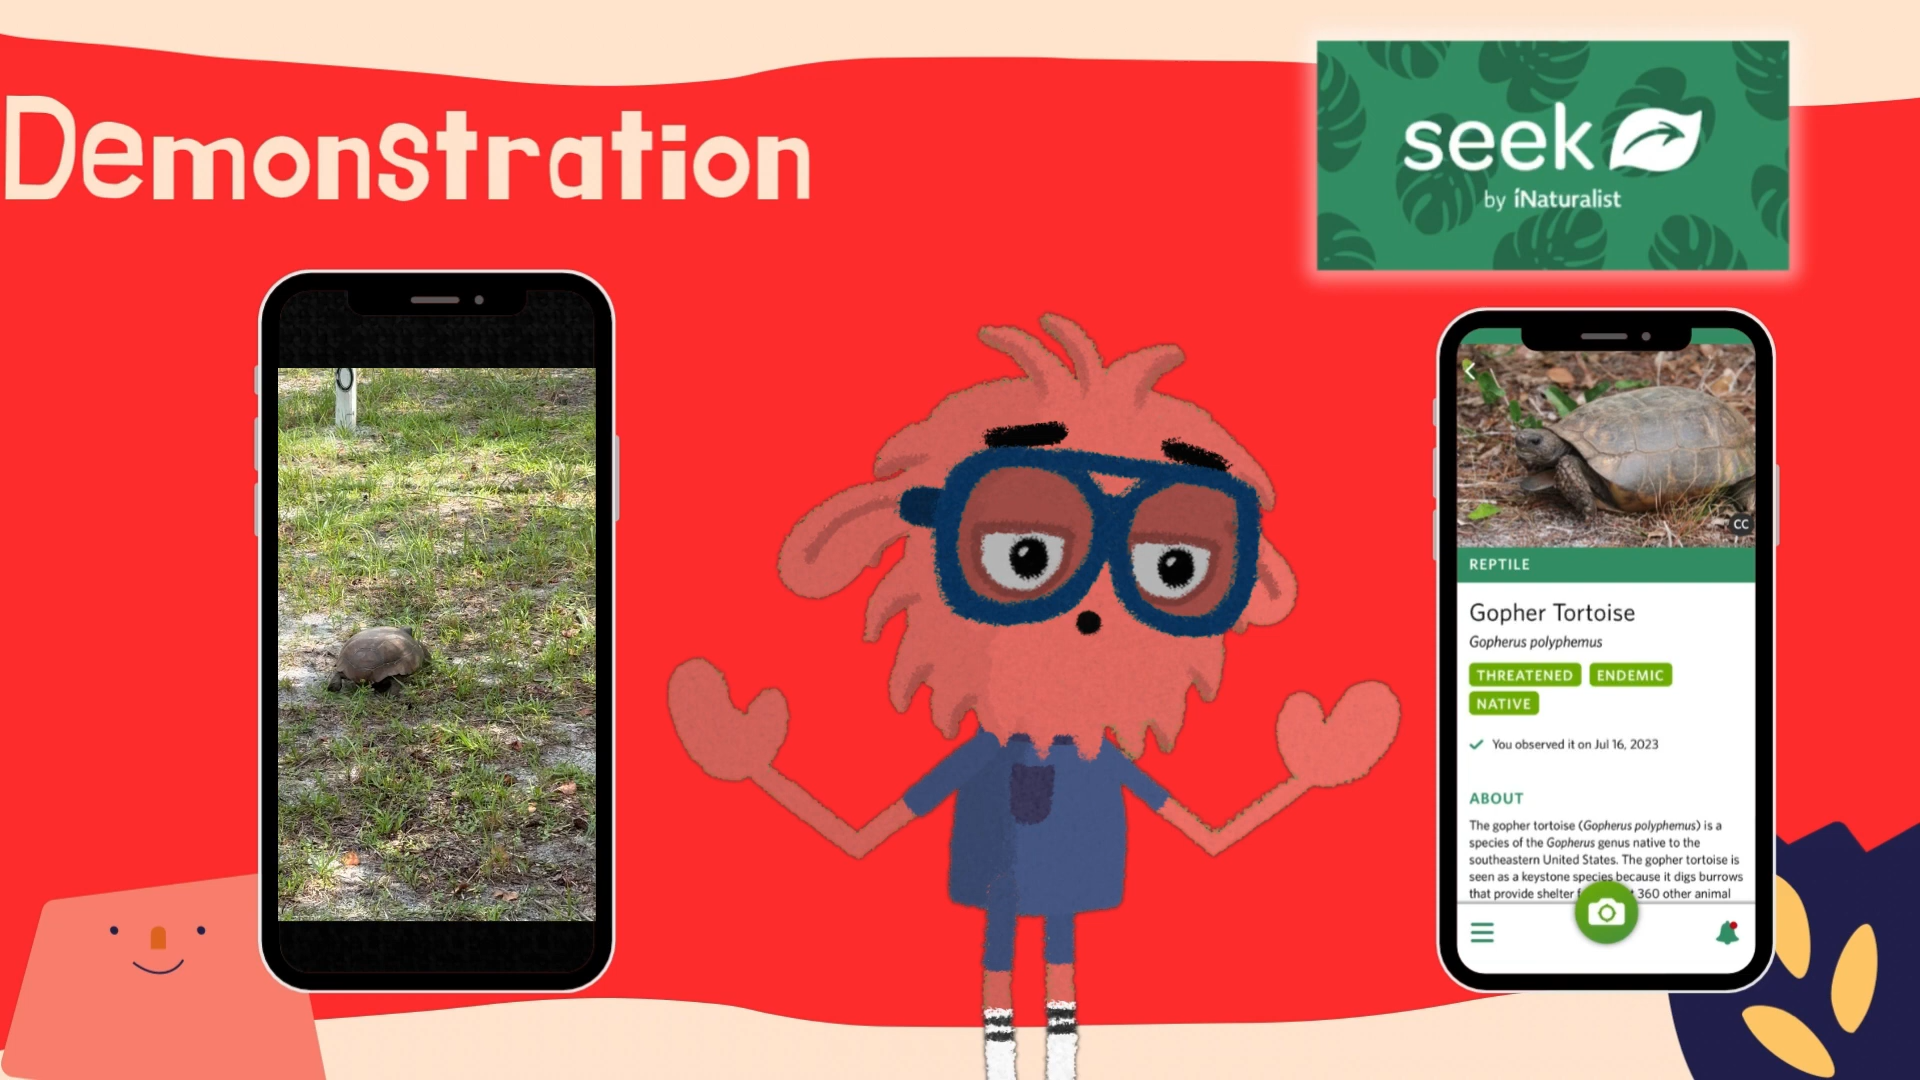 Demonstration
seek
by iNaturalist
CC
REPTILE
Gopher Tortoise
Gopherus polyphemus
THREATENED ENDEMIC
NATIVE
You observed it on Jul 16, 2023
ABOUT
The gopher tortoise (Gopherus polyphemus) is a
species of the Gopherus genus native to the
southeastern United States. The gopher tortoise is
seen as a keystone species because it digs burrows
that provide shelter 360 other animal